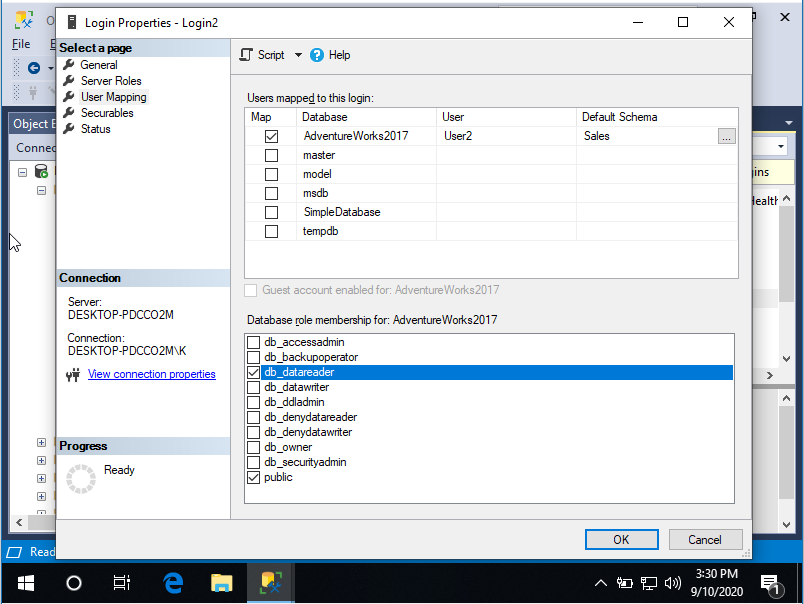 Login Properties - Login2
File
Select a page
General
Server Roles
User Mapping
Securables
Status
Script
Help
Users mapped to this login:
Map Database User Default Schema
AdventureWorks2017 User2 Sales ...
master
model
msdb
SimpleDatabase
tempdb
Guest account enabled for: AdventureWorks2017
Database role membership for: AdventureWorks2017
db_accessadmin
db_backupoperator
db_datareader
db_datawriter
db_ddladmin
db_denydatareader
db_denydatawriter
db_owner
db_securityadmin
public
Connection
Server:
DESKTOP-PDCCO2M
Connection:
DESKTOP-PDCCO2M\K
View connection properties
Progress
Ready
OK Cancel
Object E
Connec
gins
Health
Read
3:30 PM
9/10/2020
1